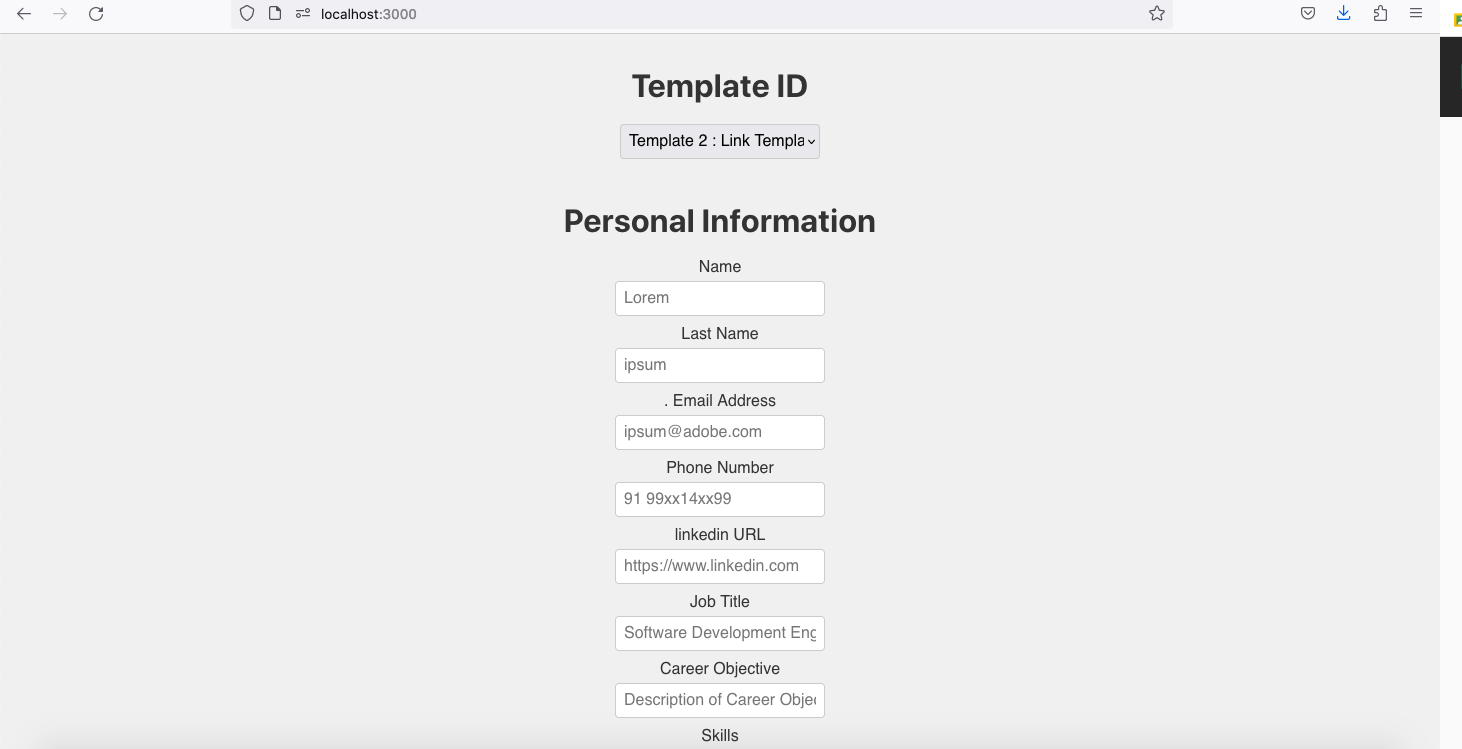 localhost:3000
Template ID
Template 2 : Link Templa
Personal Information
Name
Lorem
Last Name
ipsum
. Email Address
ipsum@adobe.com
Phone Number
91 99xx14xx99
linkedin URL
https://www.linkedin.com
Job Title
Software Development Eng
Career Objective
Description of Career Objec
Skills